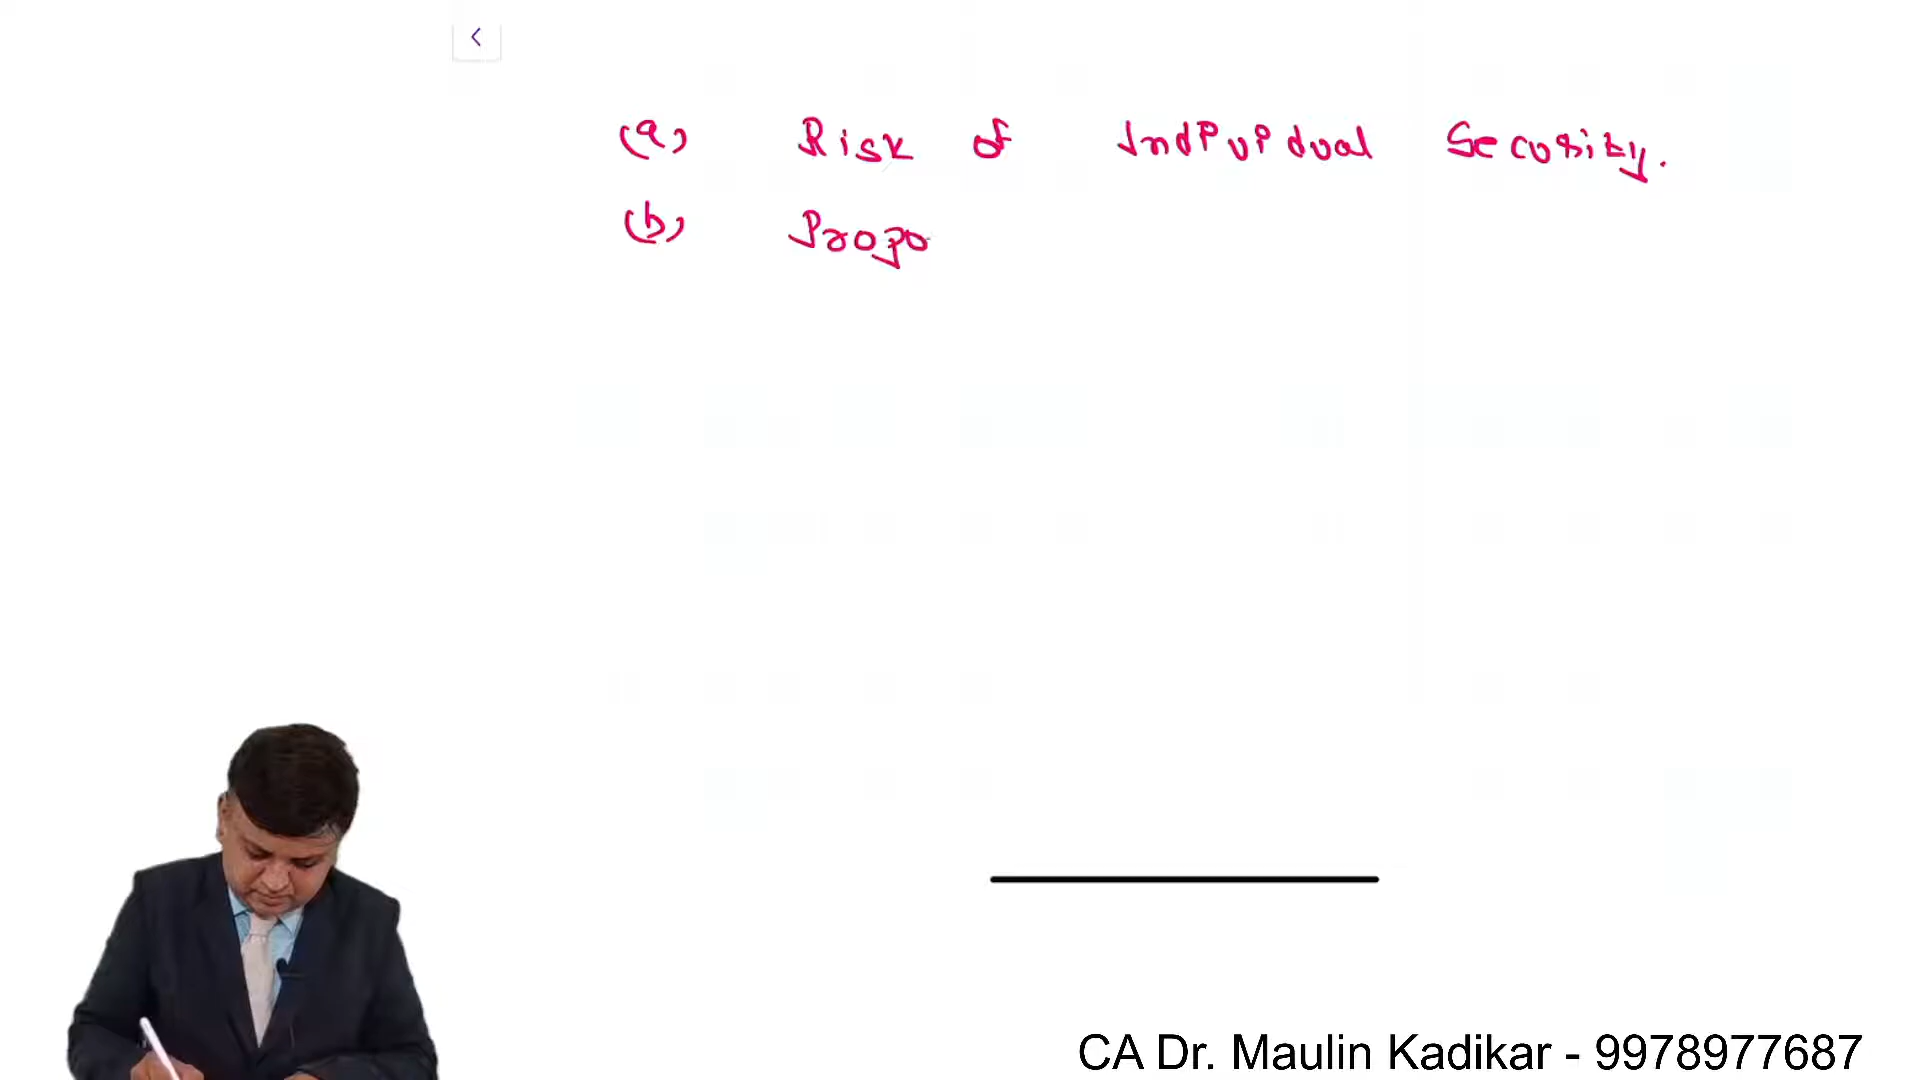 (a) Risk of Individual Security.
(b) Propo
CA Dr. Maulin Kadikar - 9978977687